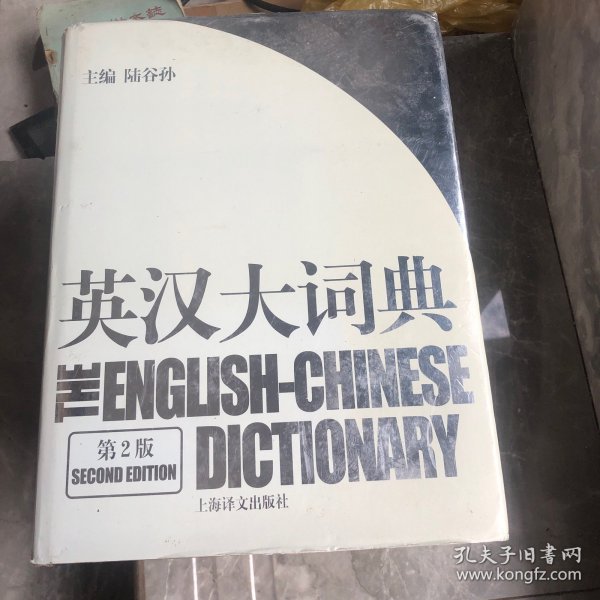 主编 陆谷孙
英汉大词典
THE ENGLISH-CHINESE
DICTIONARY
第2版
SECOND EDITION
上海译文出版社
孔夫子旧书网
www.kongfz.com